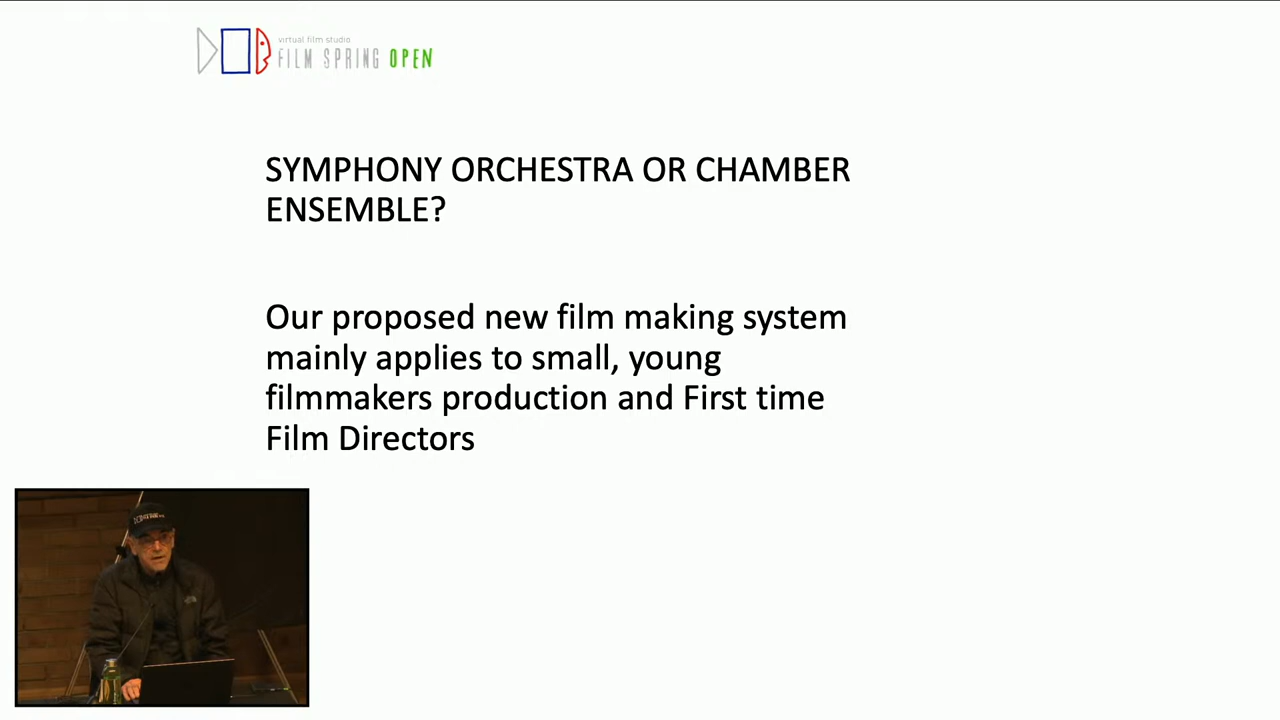 virtual film studio
FILM SPRING OPEN
SYMPHONY ORCHESTRA OR CHAMBER
ENSEMBLE?
Our proposed new film making system
mainly applies to small, young
filmmakers production and First time
Film Directors